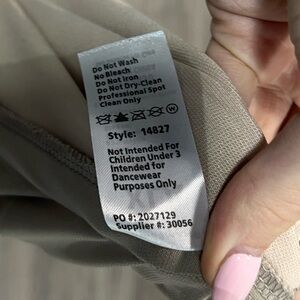 Do Not Wash
No Bleach
Do Not Iron
Do Not Dry-Clean
Professional Spot
Clean Only
W
Style: 14827
Not Intended For
Children Under 3
Intended For
Dancewear
Purposes Only
PO #: 2027129
Supplier #: 30056